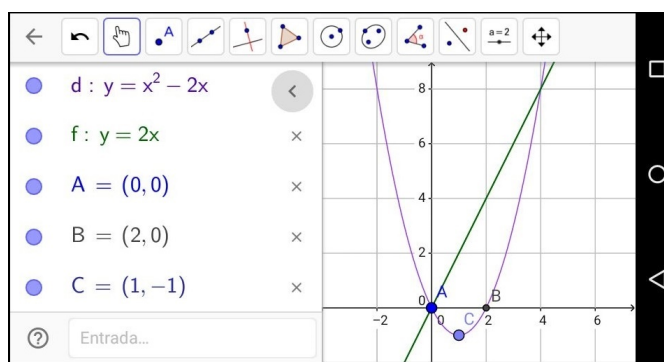 A
a = 2
d : y = x² − 2x
f : y = 2x
A = (0, 0)
B = (2, 0)
C = (1, −1)
Entrada...
8
6
4
2
0
−2
0
2
4
6
A
B
C